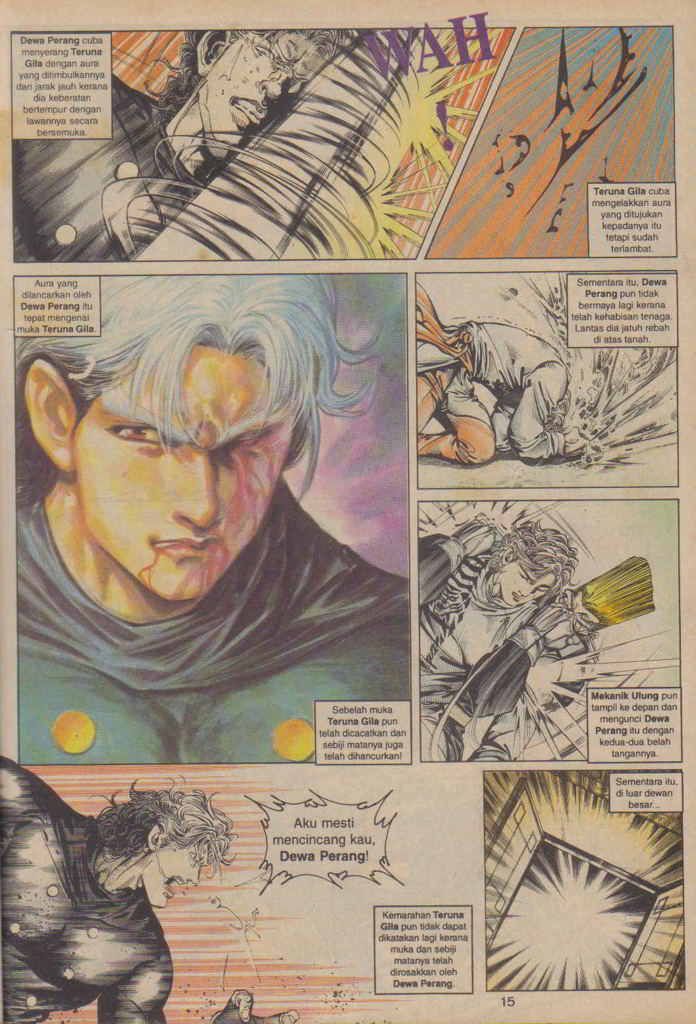 Dewa Perang cuba
menyerang Teruna
Gila dengan aura
yang ditimbulkannya
dari jarak jauh kerana
dia keberatan
bertempur dengan
lawannya secara
bersemuka.
WAH
!
Teruna Gila cuba
mengelakkan aura
yang ditujukan
kepadanya itu
tetapi sudah
terlambat.
Aura yang
dilancarkan oleh
Dewa Perang itu
tepat mengenai
muka Teruna Gila.
Sementara itu, Dewa
Perang pun tidak
bermaya lagi kerana
telah kehabisan tenaga.
Lantas dia jatuh rebah
di atas tanah.
Sebelah muka
Teruna Gila pun
telah dicacatkan dan
sebiji matanya juga
telah dihancurkan!
Mekanik Ulung pun
tampil ke depan dan
mengunci Dewa
Perang itu dengan
kedua-dua belah
tangannya.
Aku mesti
mencincang kau,
Dewa Perang!
Kemarahan Teruna
Gila pun tidak dapat
dikatakan lagi kerana
muka dan sebiji
matanya telah
dirosakkan oleh
Dewa Perang.
Sementara itu,
di luar dewan
besar...
15